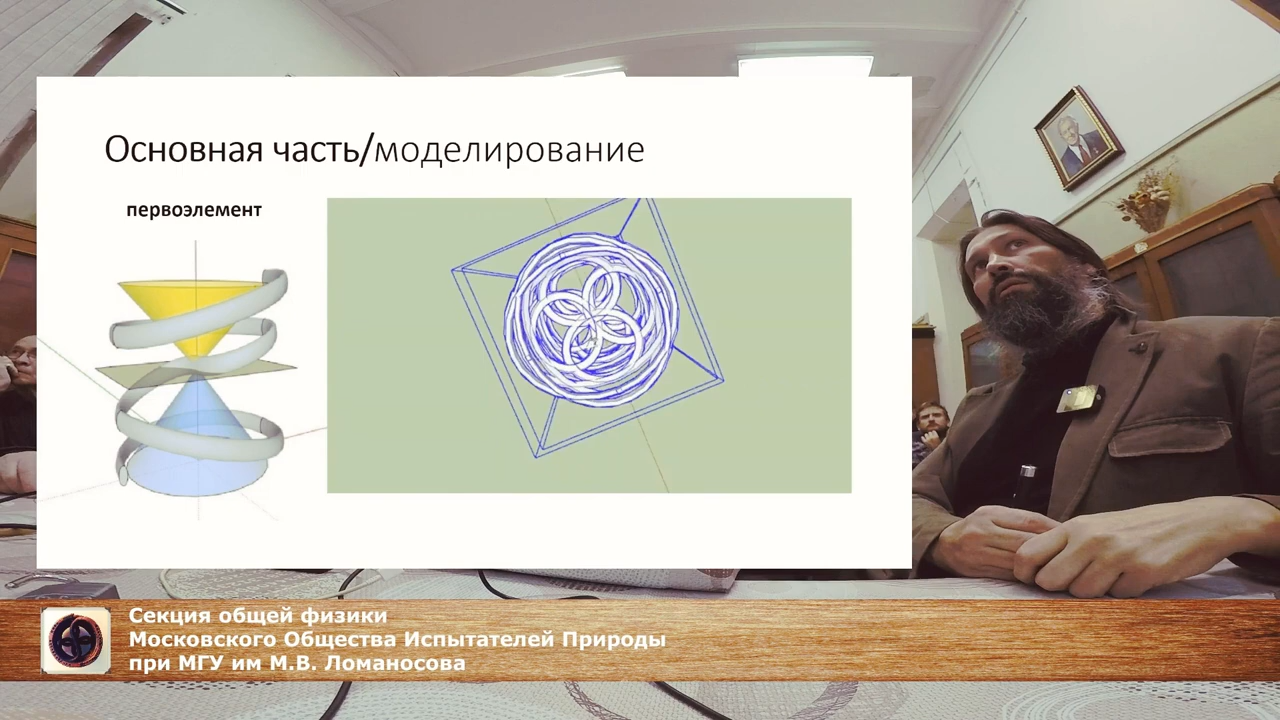 Основная часть/моделирование
первоэлемент
Секция общей физики
Московского Общества Испытателей Природы
при МГУ им М.В. Ломаносова